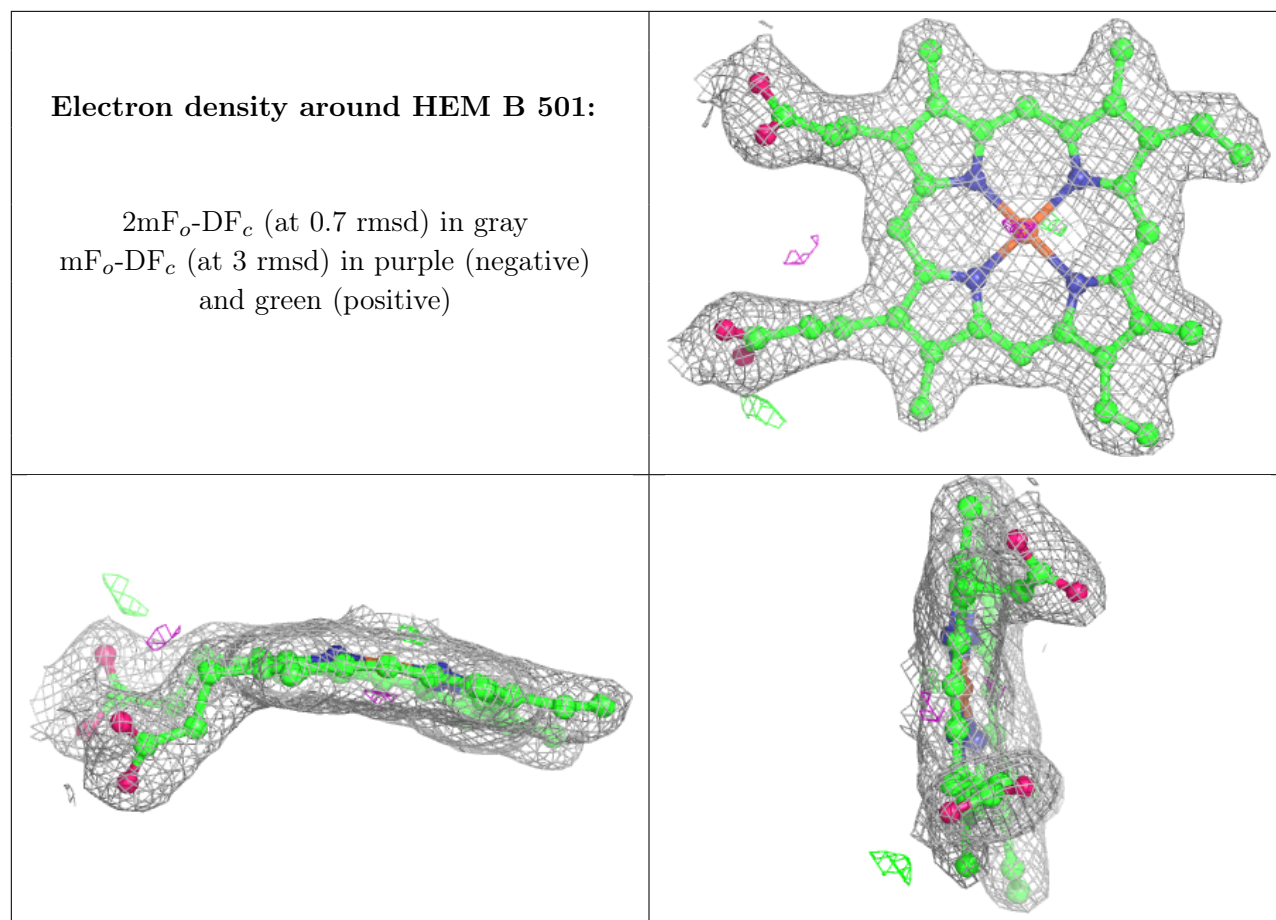 Electron density around HEM B 501:
2mFo-DFc (at 0.7 rmsd) in gray
mFo-DFc (at 3 rmsd) in purple (negative)
and green (positive)